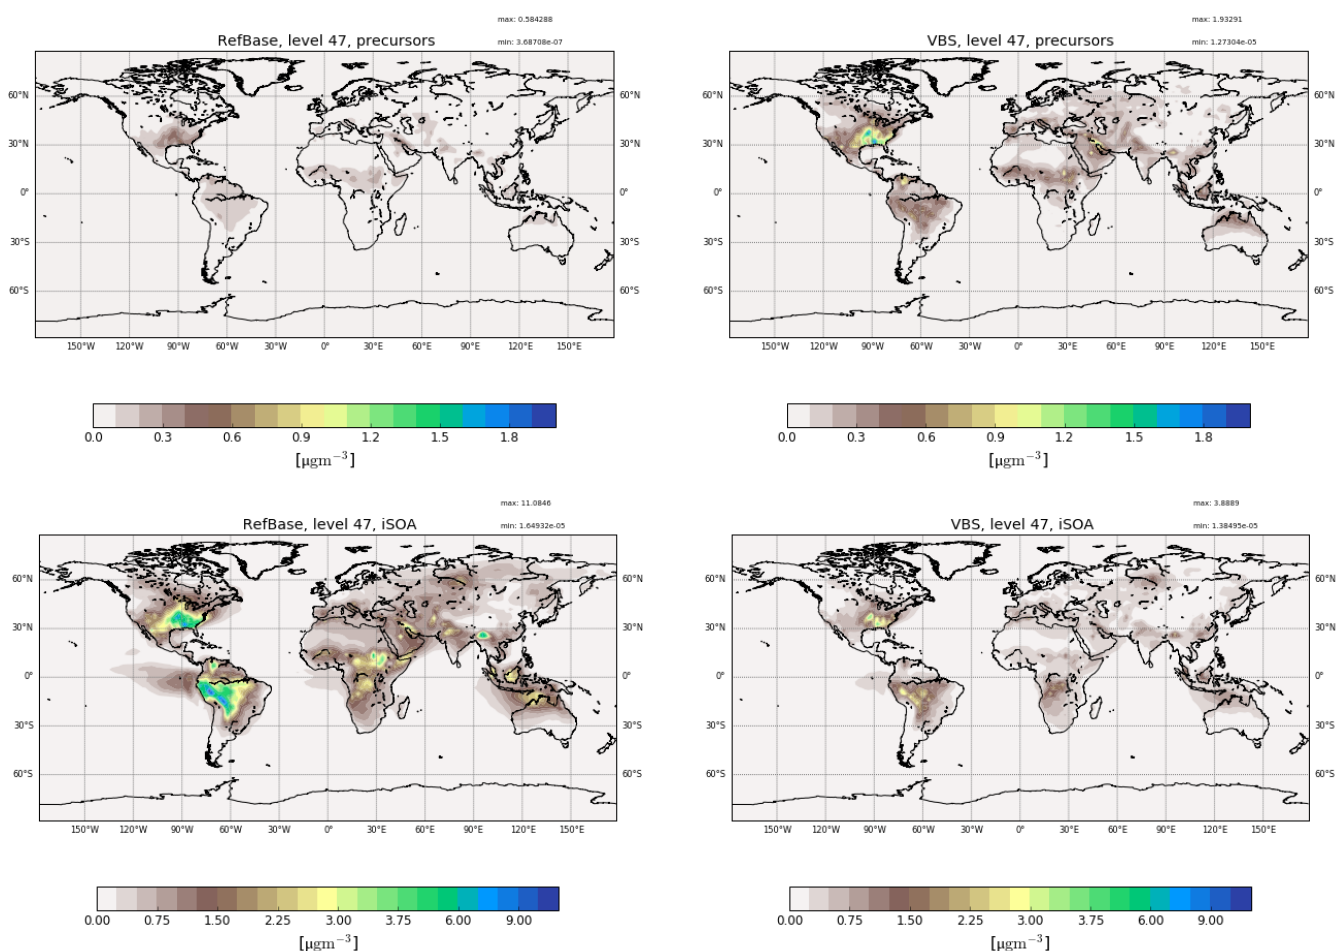 max: 0.584288
RefBase, level 47, precursors
min: 3.68708e-07
60°N
30°N
0°
30°S
60°S
150°W 120°W 90°W 60°W 30°W 0° 30°E 60°E 90°E 120°E 150°E
0.0 0.3 0.6 0.9 1.2 1.5 1.8
[µgm⁻³]
max: 1.93291
VBS, level 47, precursors
min: 1.27304e-05
60°N
30°N
0°
30°S
60°S
150°W 120°W 90°W 60°W 30°W 0° 30°E 60°E 90°E 120°E 150°E
0.0 0.3 0.6 0.9 1.2 1.5 1.8
[µgm⁻³]
max: 11.0846
RefBase, level 47, iSOA
min: 1.64932e-05
60°N
30°N
0°
30°S
60°S
150°W 120°W 90°W 60°W 30°W 0° 30°E 60°E 90°E 120°E 150°E
0.00 0.75 1.50 2.25 3.00 3.75 6.00 9.00
[µgm⁻³]
max: 3.8889
VBS, level 47, iSOA
min: 1.38495e-05
60°N
30°N
0°
30°S
60°S
150°W 120°W 90°W 60°W 30°W 0° 30°E 60°E 90°E 120°E 150°E
0.00 0.75 1.50 2.25 3.00 3.75 6.00 9.00
[µgm⁻³]